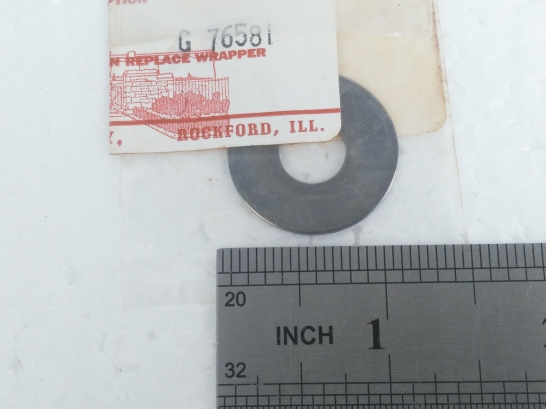 G 76581
N REPLACE WRAPPER
Y, ROCKFORD, ILL.
20
INCH 1
32